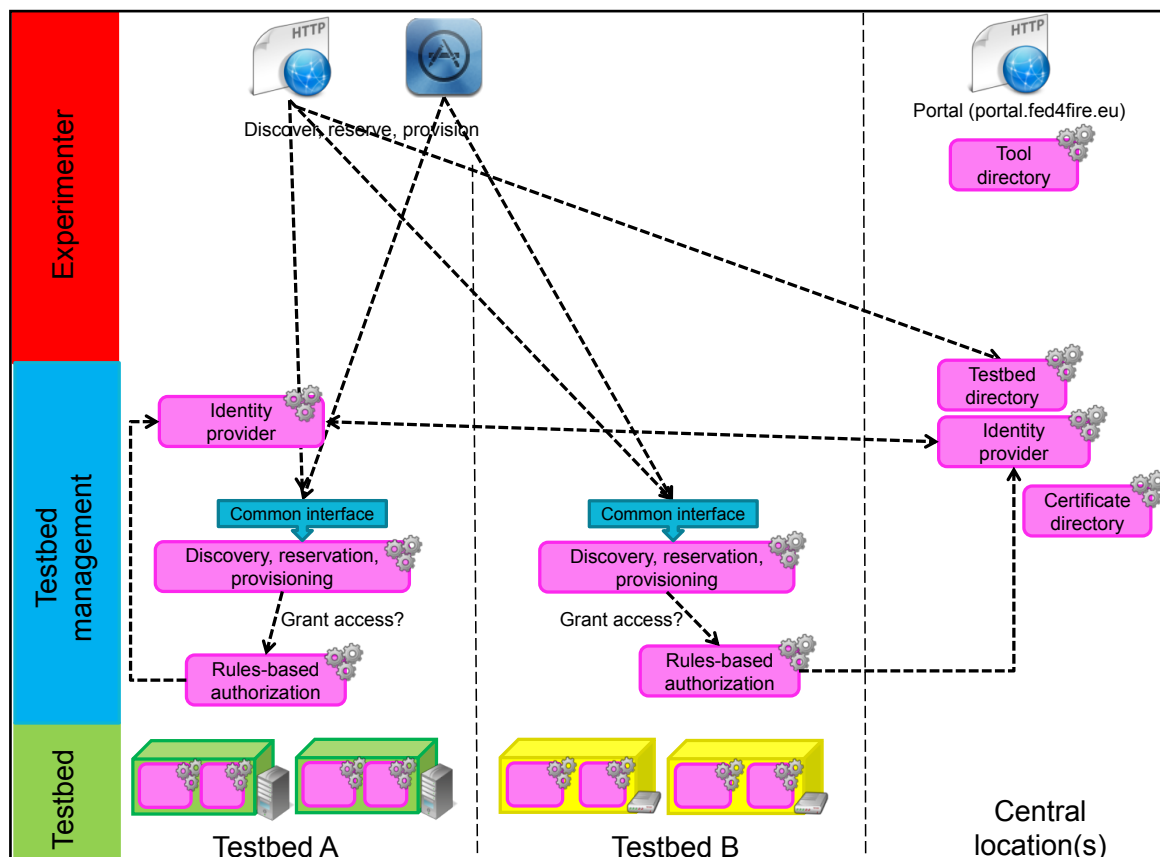 HTTP
HTTP
Portal (portal.fed4fire.eu)
Discover, reserve, provision
Tool
directory
Experimenter
Testbed
directory
Identity
provider
Identity
provider
Certificate
directory
Common interface
Common interface
Discovery, reservation,
provisioning
Discovery, reservation,
provisioning
Grant access?
Grant access?
Rules-based
authorization
Rules-based
authorization
Testbed
management
Testbed
Testbed A
Testbed B
Central
location(s)